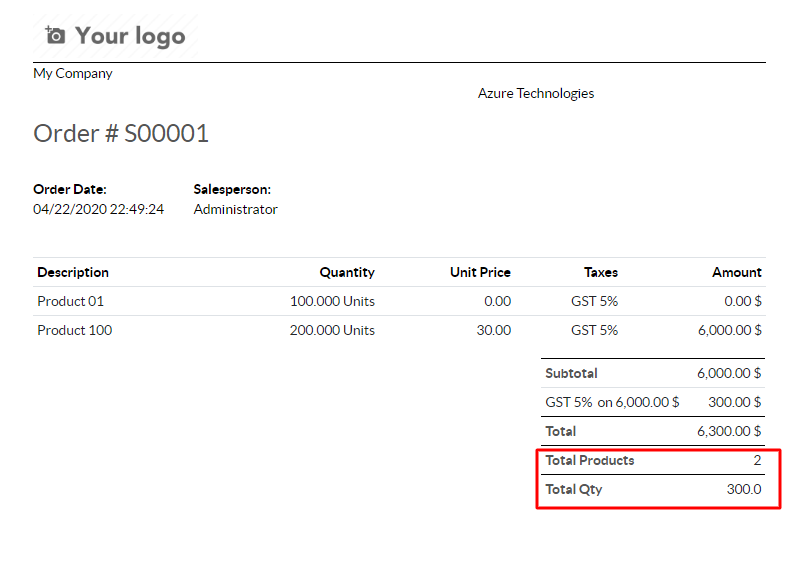 Your logo
My Company
Azure Technologies
Order # S00001
Order Date: Salesperson:
04/22/2020 22:49:24 Administrator
Description Quantity Unit Price Taxes Amount
Product 01 100.000 Units 0.00 GST 5% 0.00 $
Product 100 200.000 Units 30.00 GST 5% 6,000.00 $
Subtotal 6,000.00 $
GST 5% on 6,000.00 $ 300.00 $
Total 6,300.00 $
Total Products 2
Total Qty 300.0